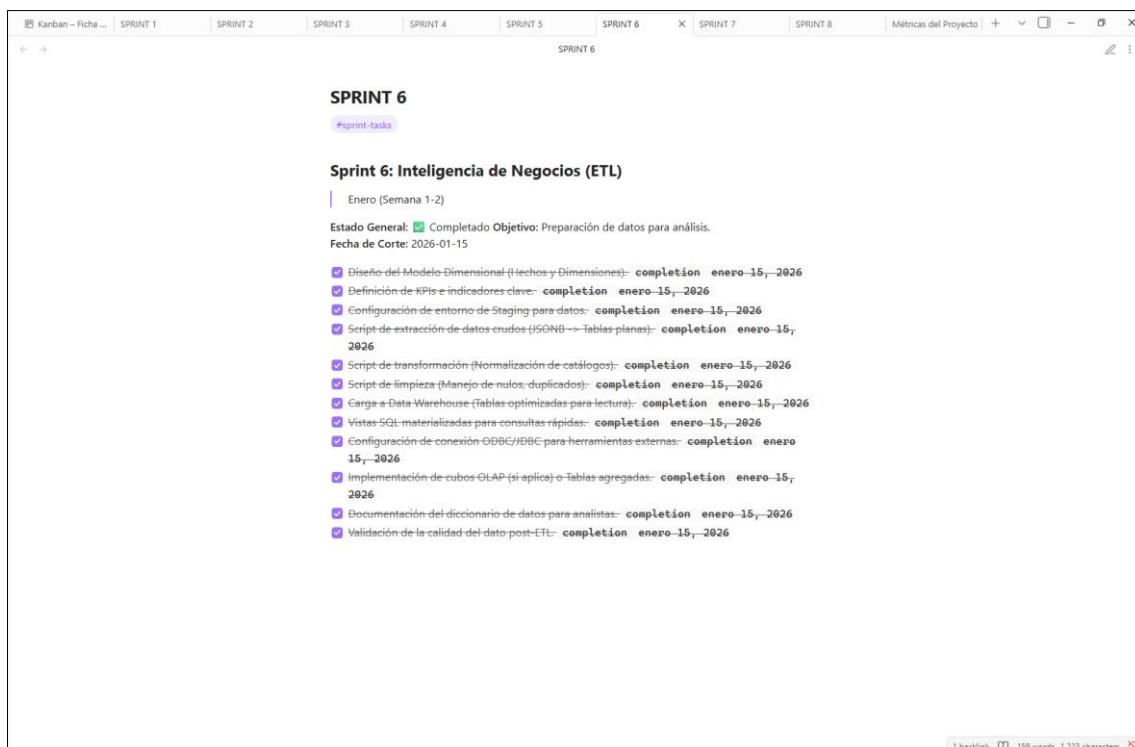 Kanban – Ficha ... SPRINT 1 SPRINT 2 SPRINT 3 SPRINT 4 SPRINT 5 SPRINT 6 SPRINT 7 SPRINT 8 Métricas del Proyecto
SPRINT 6
SPRINT 6
#sprint-tasks
Sprint 6: Inteligencia de Negocios (ETL)
Enero (Semana 1-2)
Estado General: ✅ Completado Objetivo: Preparación de datos para análisis.
Fecha de Corte: 2026-01-15
Diseño del Modelo Dimensional (Hechos y Dimensiones). completion enero 15, 2026
Definición de KPIs e indicadores clave. completion enero 15, 2026
Configuración de entorno de Staging para datos. completion enero 15, 2026
Script de extracción de datos crudos (JSONB -> Tablas planas). completion enero 15,
2026
Script de transformación (Normalización de catálogos). completion enero 15, 2026
Script de limpieza (Manejo de nulos, duplicados). completion enero 15, 2026
Carga a Data Warehouse (Tablas optimizadas para lectura). completion enero 15, 2026
Vistas SQL materializadas para consultas rápidas. completion enero 15, 2026
Configuración de conexión ODBC/JDBC para herramientas externas. completion enero
15, 2026
Implementación de cubos OLAP (si aplica) o Tablas agregadas. completion enero 15,
2026
Documentación del diccionario de datos para analistas. completion enero 15, 2026
Validación de la calidad del dato post-ETL. completion enero 15, 2026
1 backlink 159 words 1,223 characters